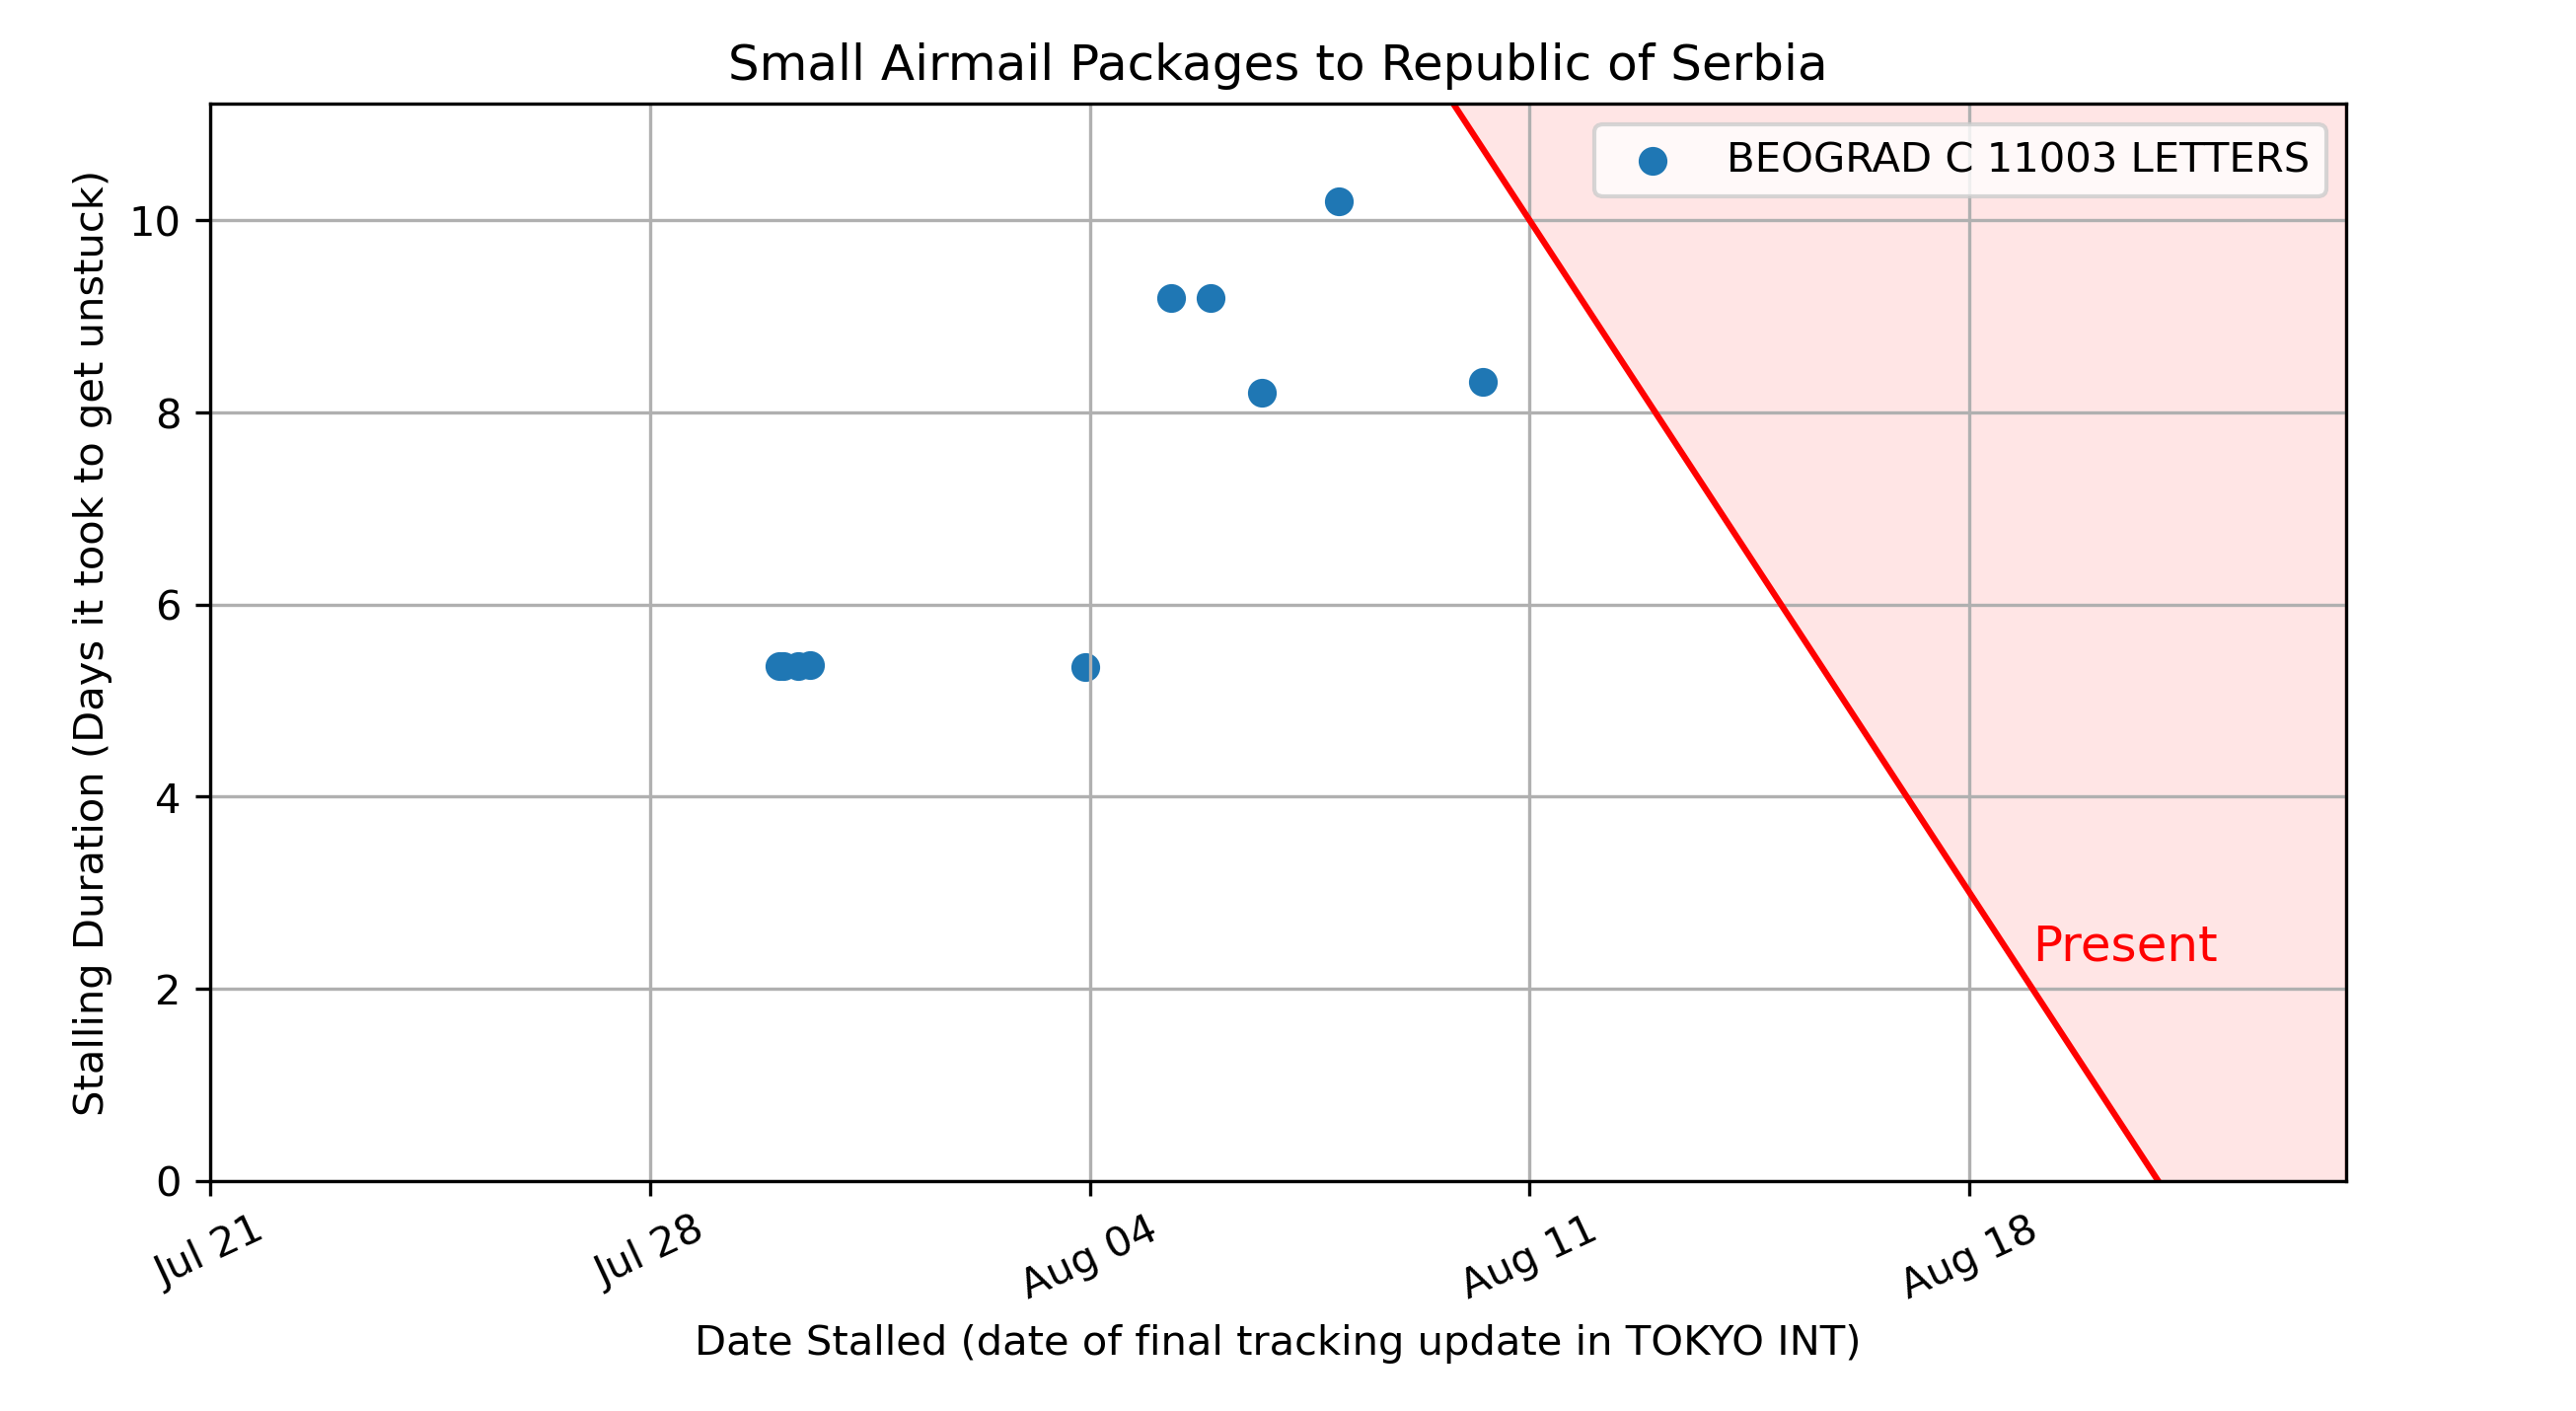 Small Airmail Packages to Republic of Serbia
BEOGRAD C 11003 LETTERS
Stalling Duration (Days it took to get unstuck)
10
8
6
4
2
0
Present
Jul 21
Jul 28
Aug 04
Aug 11
Aug 18
Date Stalled (date of final tracking update in TOKYO INT)